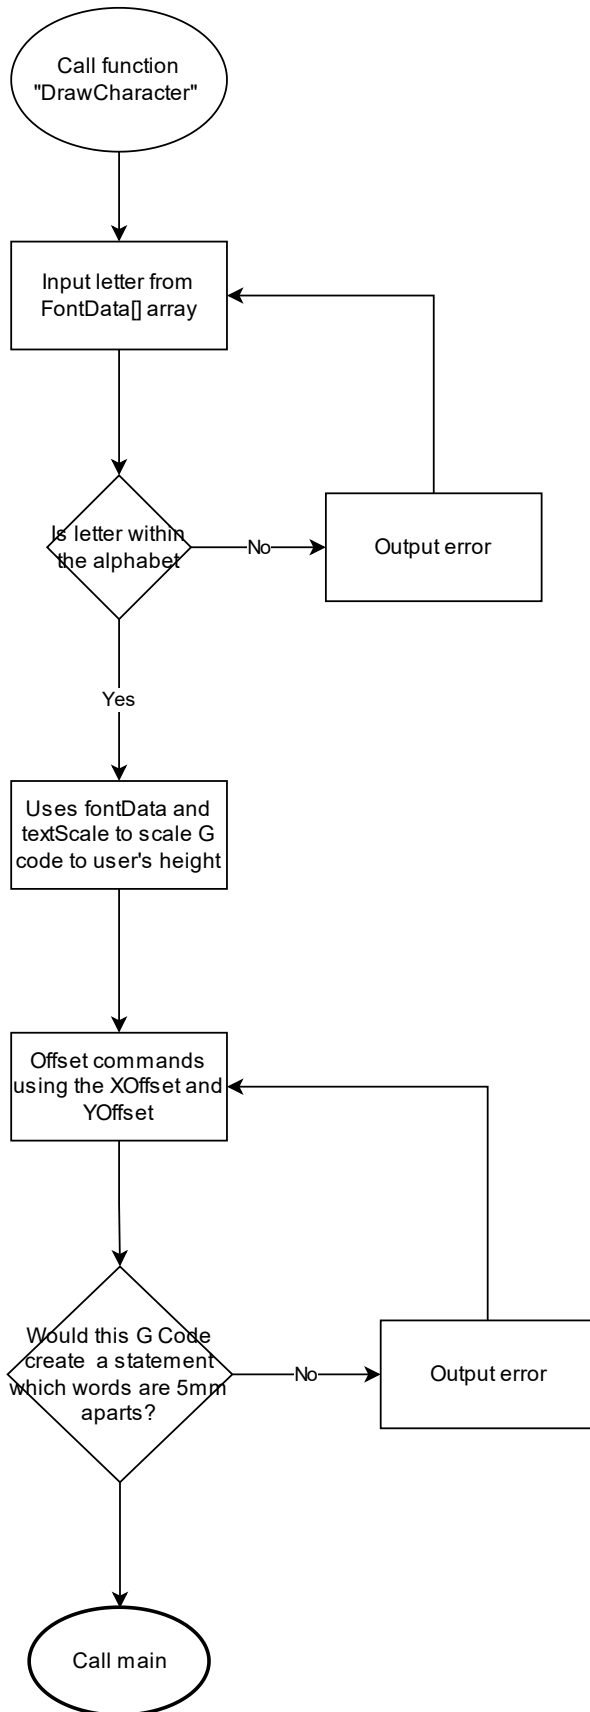 Call function
"DrawCharacter"
Input letter from
FontData[] array
Is letter within
the alphabet
No
Output error
Yes
Uses fontData and
textScale to scale G
code to user's height
Offset commands
using the XOffset and
YOffset
Would this G Code
create a statement
which words are 5mm
aparts?
No
Output error
Call main